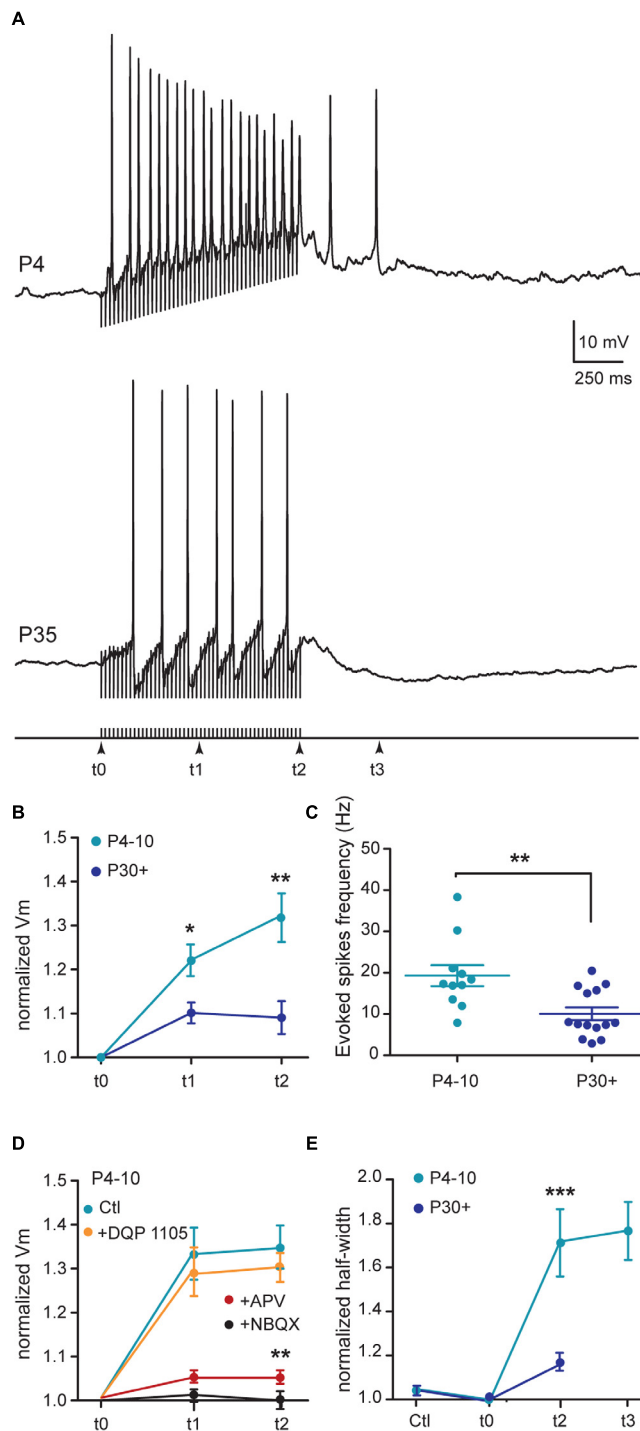 A
P4
10 mV
250 ms
P35
t0 t1 t2 t3
B
normalized Vm
1.5
1.4
1.3
1.2
1.1
1.0
P4-10
P30+
*
**
t0 t1 t2
C
Evoked spikes frequency (Hz)
50
40
30
20
10
0
**
P4-10 P30+
D
normalized Vm
1.5
1.4
1.3
1.2
1.1
1.0
P4-10
Ctl
+DQP 1105
+APV
+NBQX
**
t0 t1 t2
E
normalized half-width
2.0
1.8
1.6
1.4
1.2
1.0
P4-10
P30+
***
Ctl t0 t2 t3